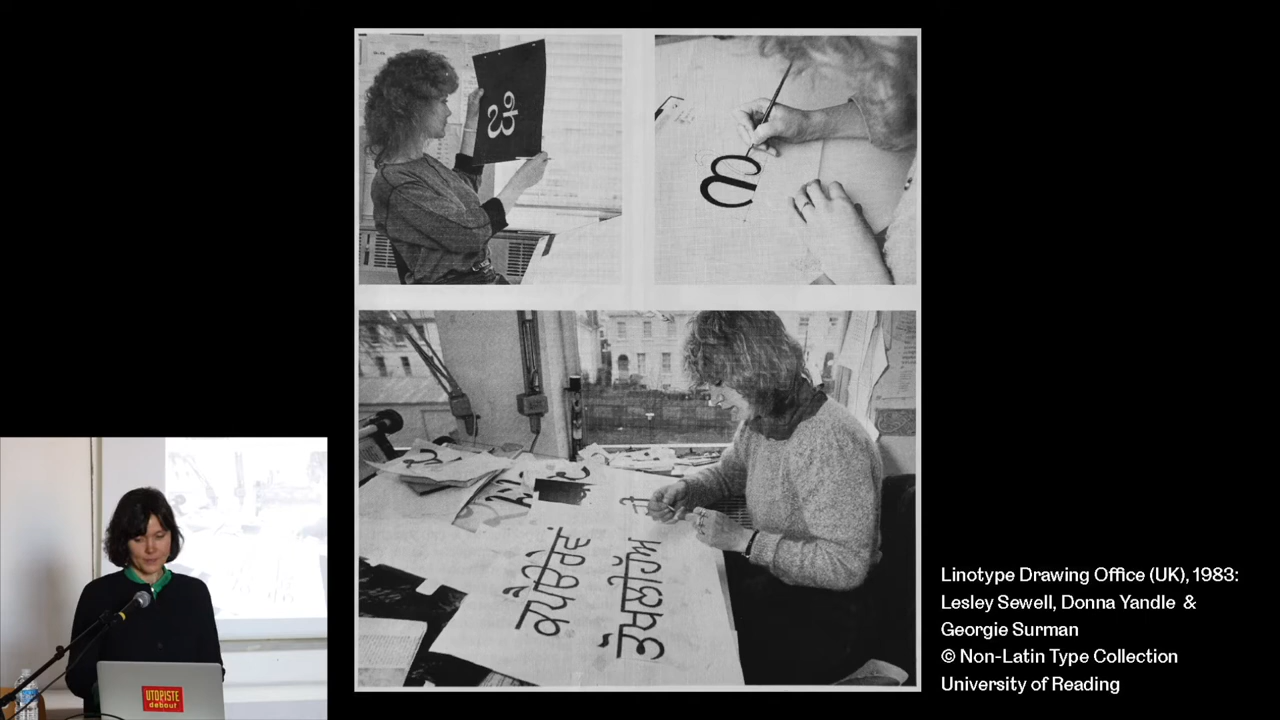 UTOPISTE
debout
Linotype Drawing Office (UK), 1983:
Lesley Sewell, Donna Yandle &
Georgie Surman
© Non-Latin Type Collection
University of Reading